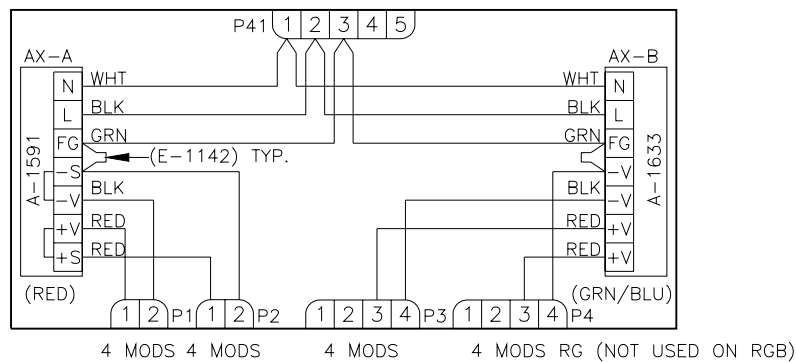 P41 1 2 3 4 5
AX-A AX-B
N WHT WHT N
L BLK BLK L
FG GRN GRN FG
(E-1142) TYP.
-S -V
-V BLK BLK -V
+V RED RED +V
+S RED RED +V
A-1591 A-1633
(RED) (GRN/BLU)
1 2 P1 1 2 P2 1 2 3 4 P3 1 2 3 4 P4
4 MODS 4 MODS 4 MODS 4 MODS RG (NOT USED ON RGB)